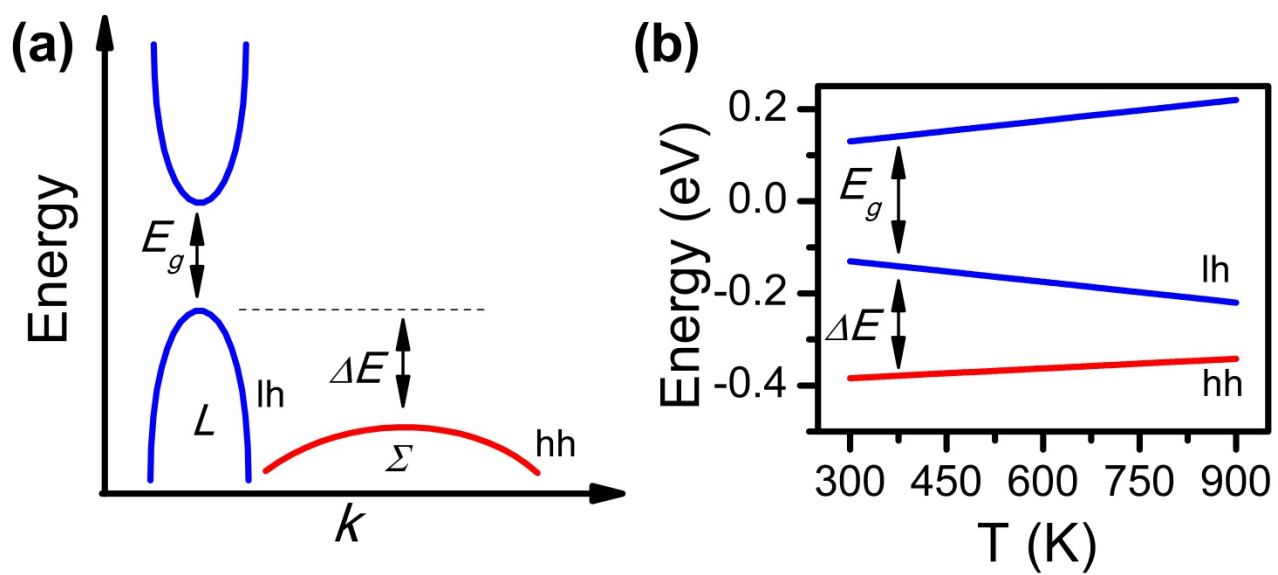 (a)
Energy
E_g
ΔE
lh
L
Σ
hh
k
(b)
Energy (eV)
0.2
0.0
-0.2
-0.4
E_g
ΔE
lh
hh
300 450 600 750 900
T (K)